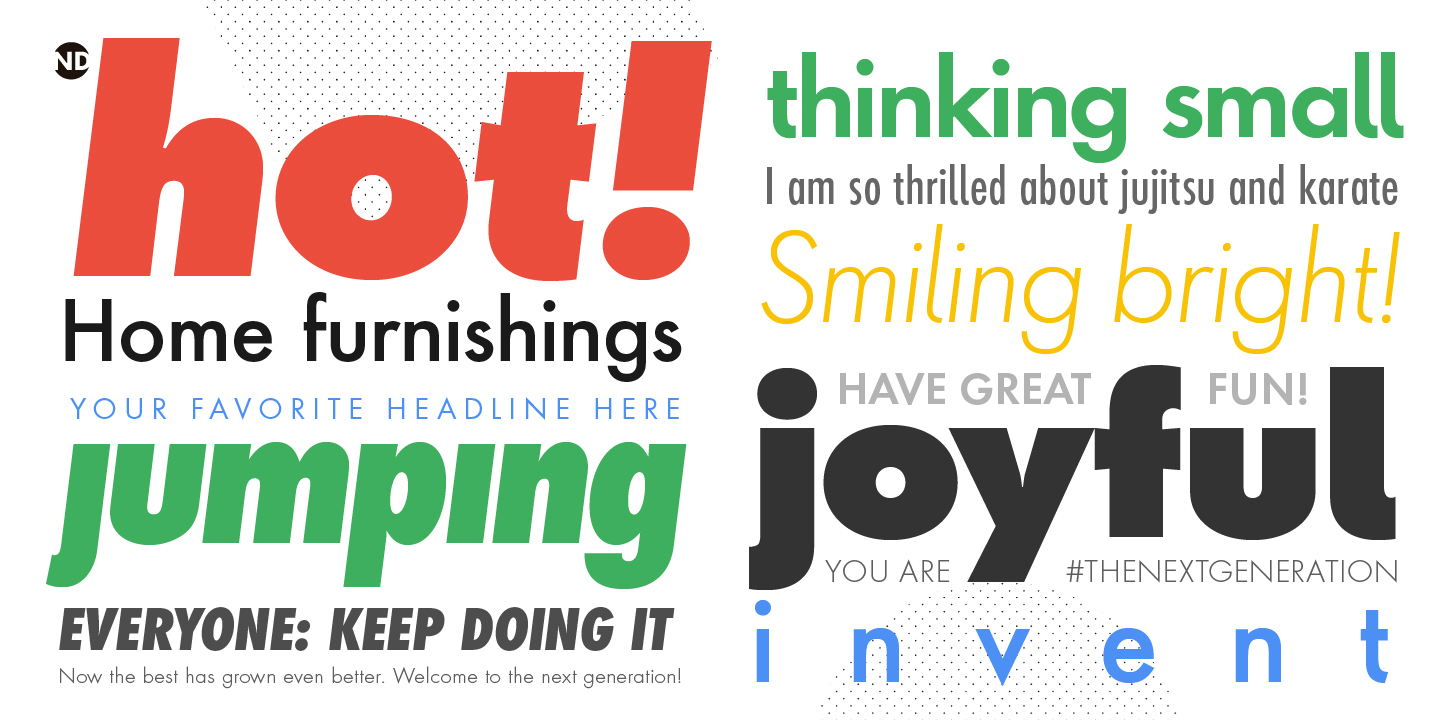 ND
hot!
Home furnishings
YOUR FAVORITE HEADLINE HERE
jumping
EVERYONE: KEEP DOING IT
Now the best has grown even better. Welcome to the next generation!
thinking small
I am so thrilled about jujitsu and karate
Smiling bright!
HAVE GREAT FUN!
joyful
YOU ARE #THENEXTGENERATION
invent